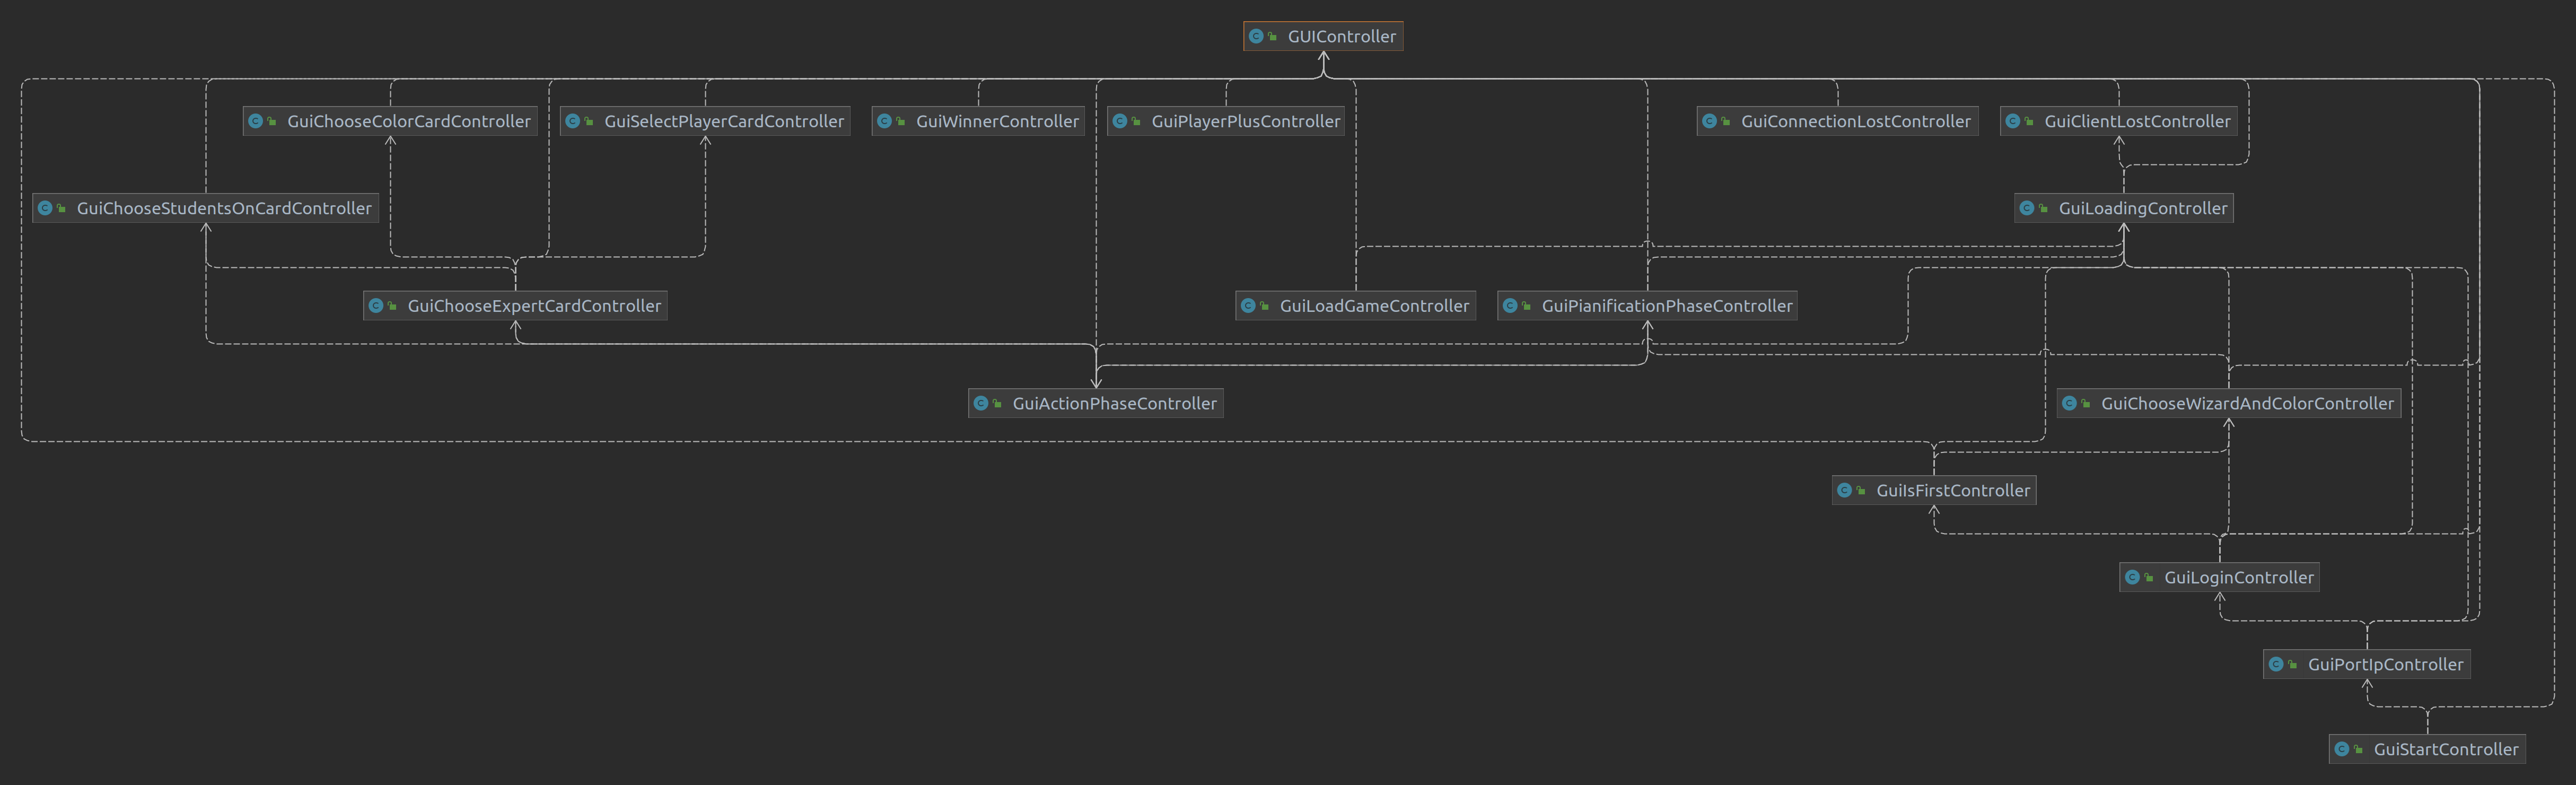 GUIController
GuiChooseColorCardController
GuiSelectPlayerCardController
GuiWinnerController
GuiPlayerPlusController
GuiConnectionLostController
GuiClientLostController
GuiChooseStudentsOnCardController
GuiLoadingController
GuiChooseExpertCardController
GuiLoadGameController
GuiPianificationPhaseController
GuiActionPhaseController
GuiChooseWizardAndColorController
GuiIsFirstController
GuiLoginController
GuiPortIpController
GuiStartController